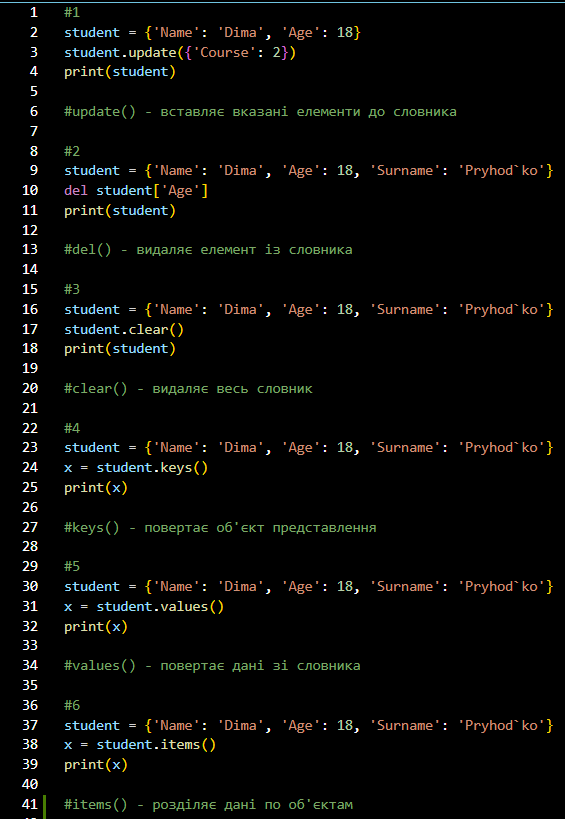 1 #1
2 student = {'Name': 'Dima', 'Age': 18}
3 student.update({'Course': 2})
4 print(student)
5
6 #update() - вставляє вказані елементи до словника
7
8 #2
9 student = {'Name': 'Dima', 'Age': 18, 'Surname': 'Pryhod`ko'}
10 del student['Age']
11 print(student)
12
13 #del() - видаляє елемент із словника
14
15 #3
16 student = {'Name': 'Dima', 'Age': 18, 'Surname': 'Pryhod`ko'}
17 student.clear()
18 print(student)
19
20 #clear() - видаляє весь словник
21
22 #4
23 student = {'Name': 'Dima', 'Age': 18, 'Surname': 'Pryhod`ko'}
24 x = student.keys()
25 print(x)
26
27 #keys() - повертає об'єкт представлення
28
29 #5
30 student = {'Name': 'Dima', 'Age': 18, 'Surname': 'Pryhod`ko'}
31 x = student.values()
32 print(x)
33
34 #values() - повертає дані зі словника
35
36 #6
37 student = {'Name': 'Dima', 'Age': 18, 'Surname': 'Pryhod`ko'}
38 x = student.items()
39 print(x)
40
41 #items() - розділяє дані по об'єктам